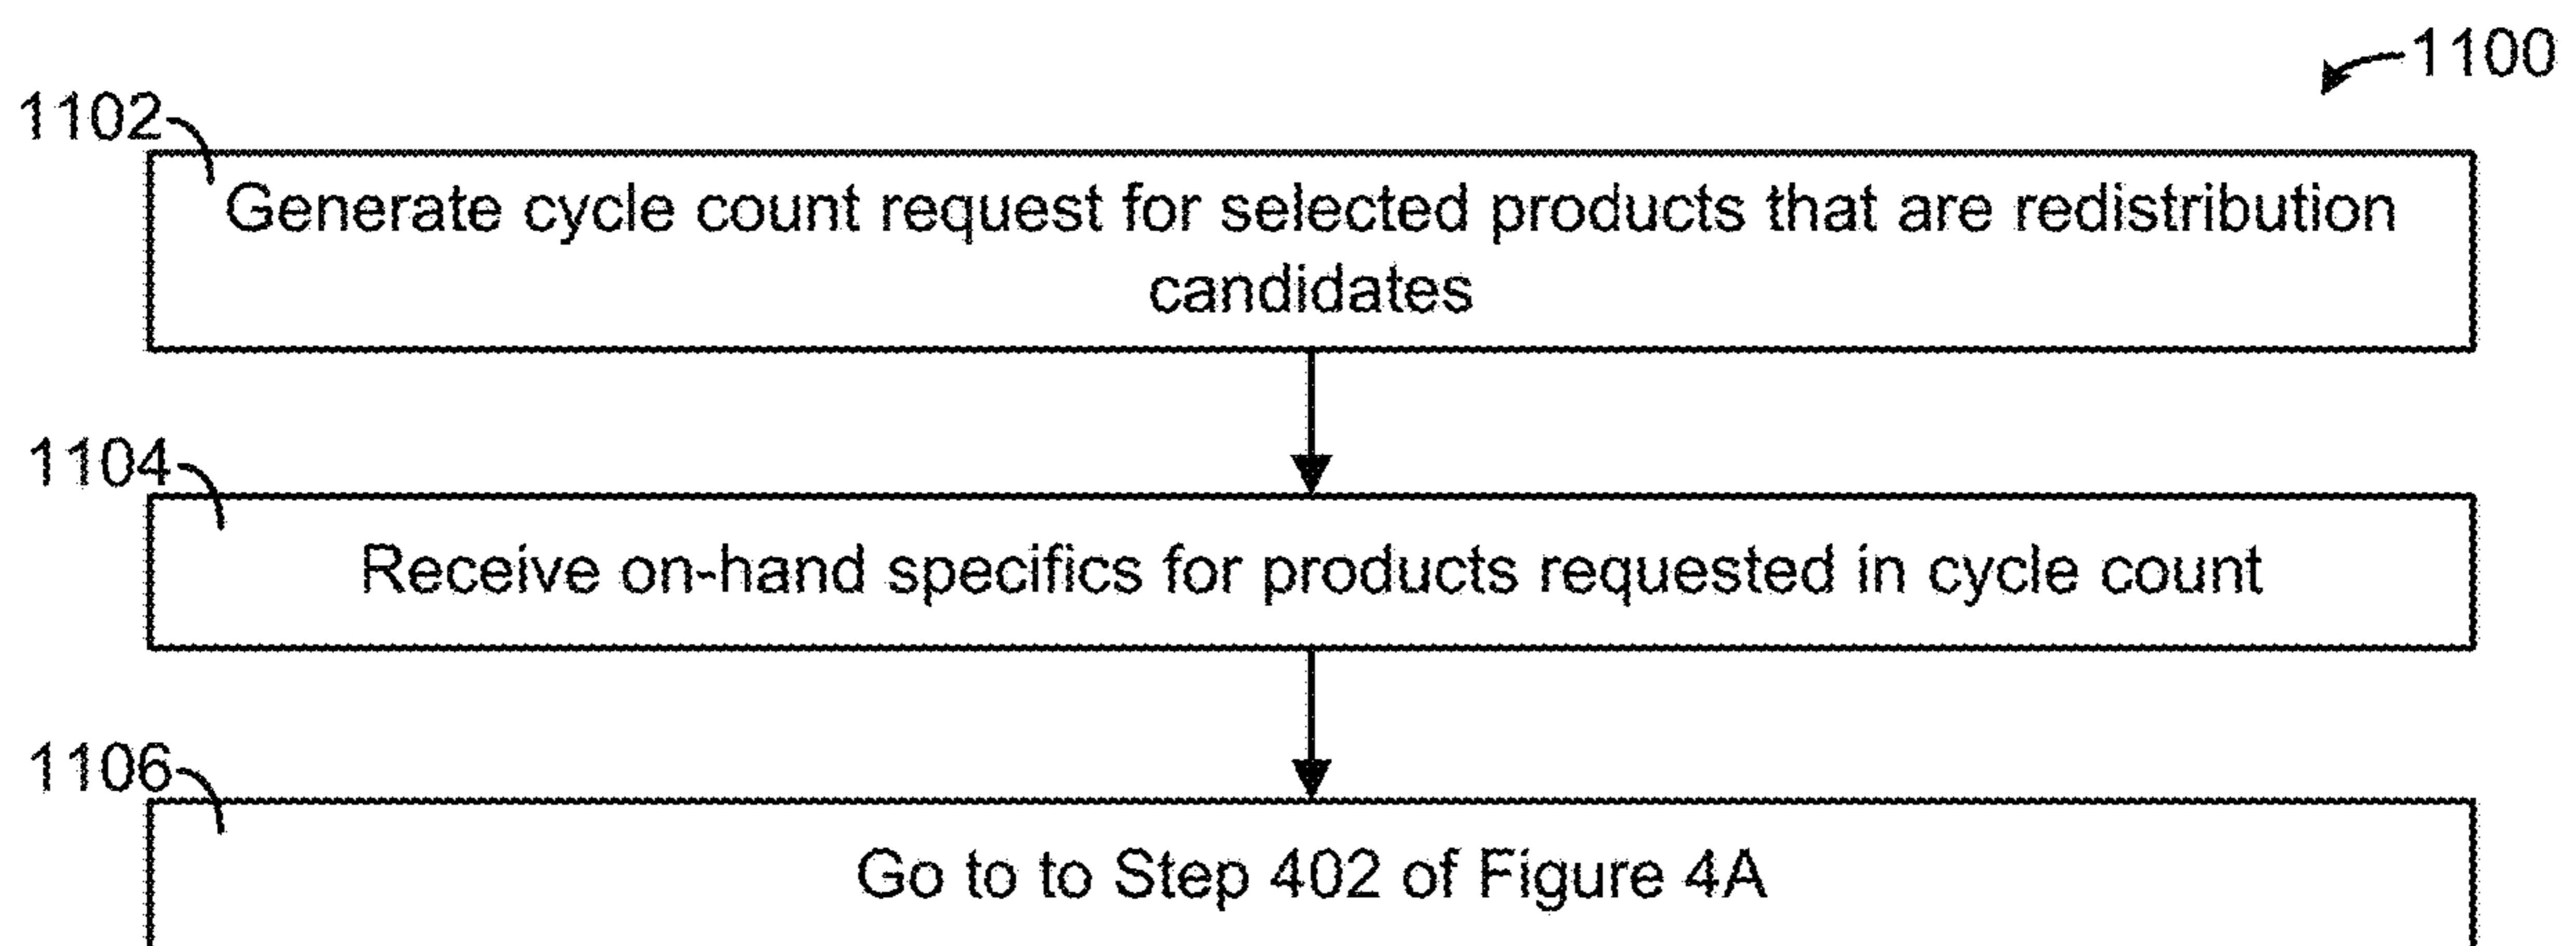 1100
1102
Generate cycle count request for selected products that are redistribution
candidates
1104
Receive on-hand specifics for products requested in cycle count
1106
Go to to Step 402 of Figure 4A